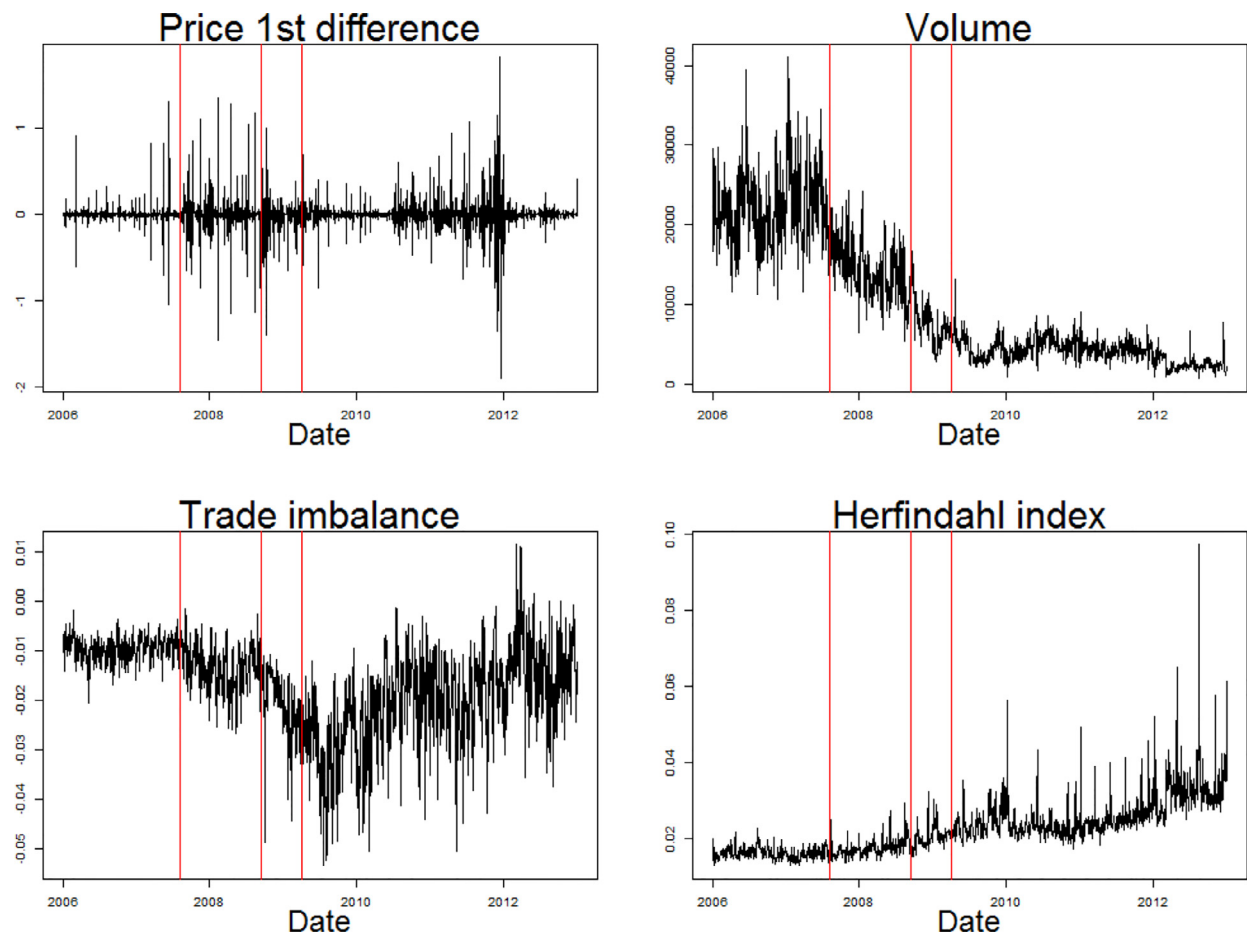 Price 1st difference
1
0
-1
-2
2006 2008 2010 2012
Date
Volume
40000
30000
20000
10000
0
2006 2008 2010 2012
Date
Trade imbalance
0.01
0.00
-0.01
-0.02
-0.03
-0.04
-0.05
2006 2008 2010 2012
Date
Herfindahl index
0.10
0.08
0.06
0.04
0.02
2006 2008 2010 2012
Date